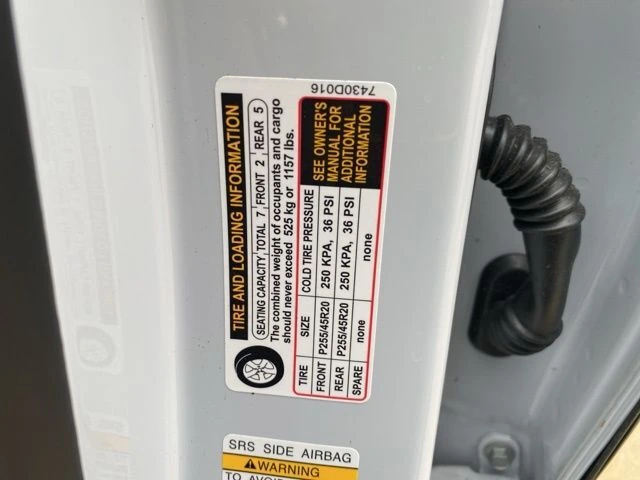 7430D016
TIRE AND LOADING INFORMATION
SEATING CAPACITY TOTAL 7 FRONT 2 REAR 5
The combined weight of occupants and cargo
should never exceed 525 kg or 1157 lbs.
TIRE SIZE COLD TIRE PRESSURE
FRONT P255/45R20 250 KPA, 36 PSI
REAR P255/45R20 250 KPA, 36 PSI
SPARE none none
SEE OWNER'S
MANUAL FOR
ADDITIONAL
INFORMATION
SRS SIDE AIRBAG
WARNING